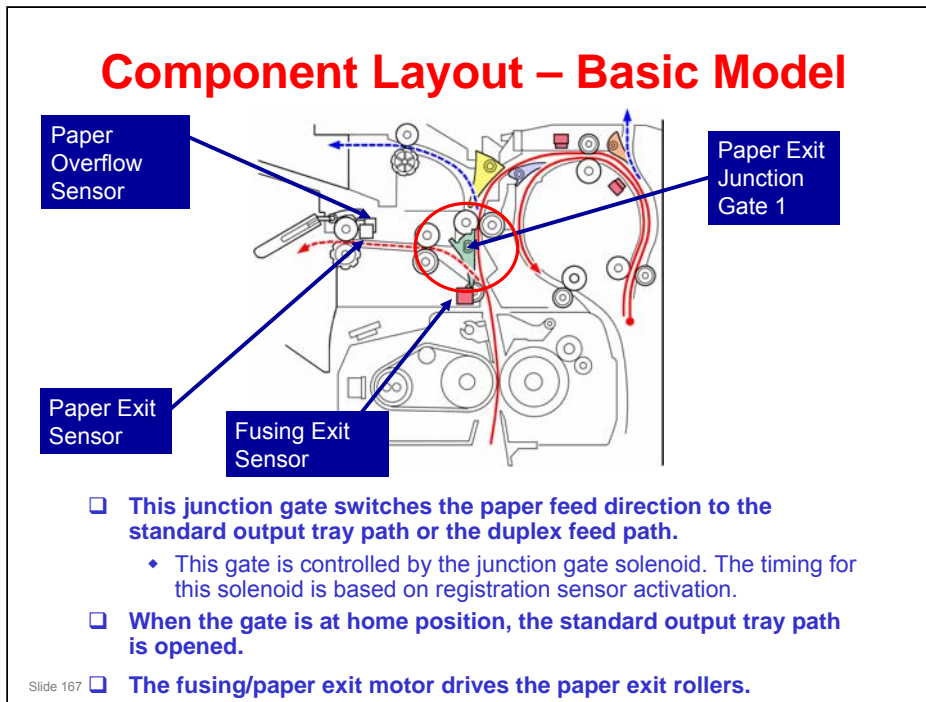 Component Layout – Basic Model
Paper
Overflow
Sensor
Paper Exit
Junction
Gate 1
Paper Exit
Sensor
Fusing Exit
Sensor
❑ This junction gate switches the paper feed direction to the
standard output tray path or the duplex feed path.
◆ This gate is controlled by the junction gate solenoid. The timing for
this solenoid is based on registration sensor activation.
❑ When the gate is at home position, the standard output tray path
is opened.
❑ The fusing/paper exit motor drives the paper exit rollers.
Slide 167